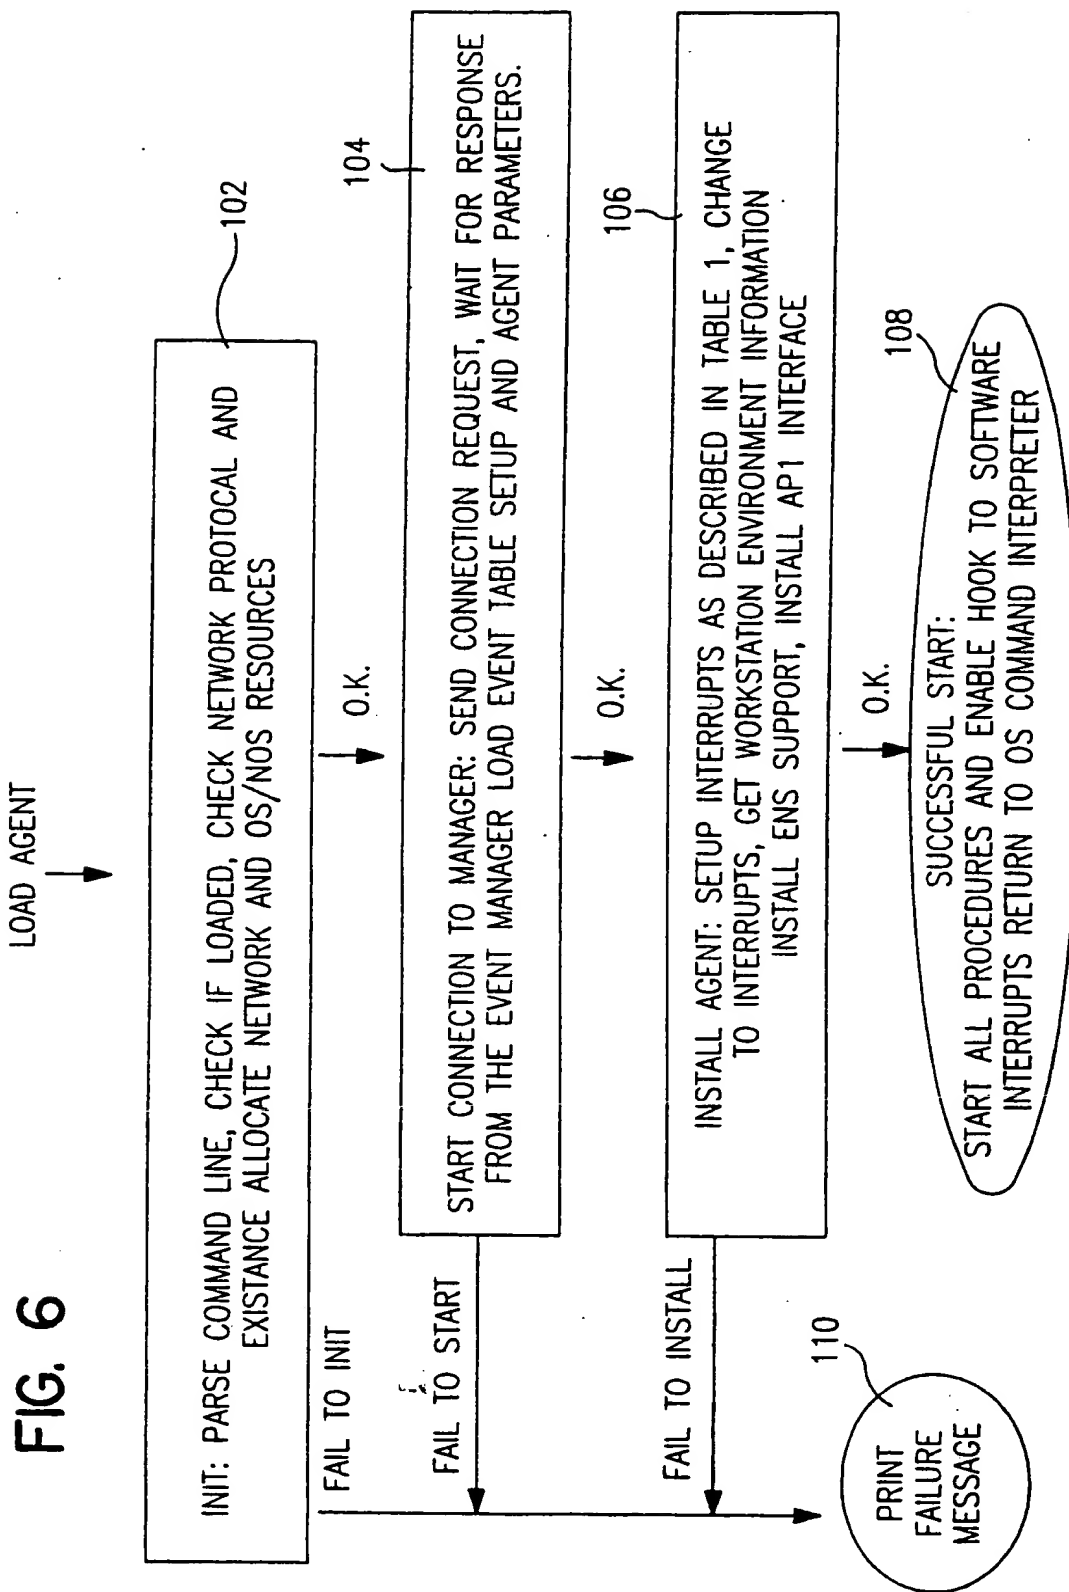 FIG. 6
LOAD AGENT
INIT: PARSE COMMAND LINE, CHECK IF LOADED, CHECK NETWORK PROTOCAL AND
EXISTANCE ALLOCATE NETWORK AND OS/NOS RESOURCES
102
FAIL TO INIT
O.K.
104
START CONNECTION TO MANAGER: SEND CONNECTION REQUEST, WAIT FOR RESPONSE
FROM THE EVENT MANAGER LOAD EVENT TABLE SETUP AND AGENT PARAMETERS.
FAIL TO START
O.K.
106
INSTALL AGENT: SETUP INTERRUPTS AS DESCRIBED IN TABLE 1, CHANGE
TO INTERRUPTS, GET WORKSTATION ENVIRONMENT INFORMATION
INSTALL ENS SUPPORT, INSTALL AP1 INTERFACE
FAIL TO INSTALL
O.K.
108
SUCCESSFUL START:
START ALL PROCEDURES AND ENABLE HOOK TO SOFTWARE
INTERRUPTS RETURN TO OS COMMAND INTERPRETER
110
PRINT
FAILURE
MESSAGE